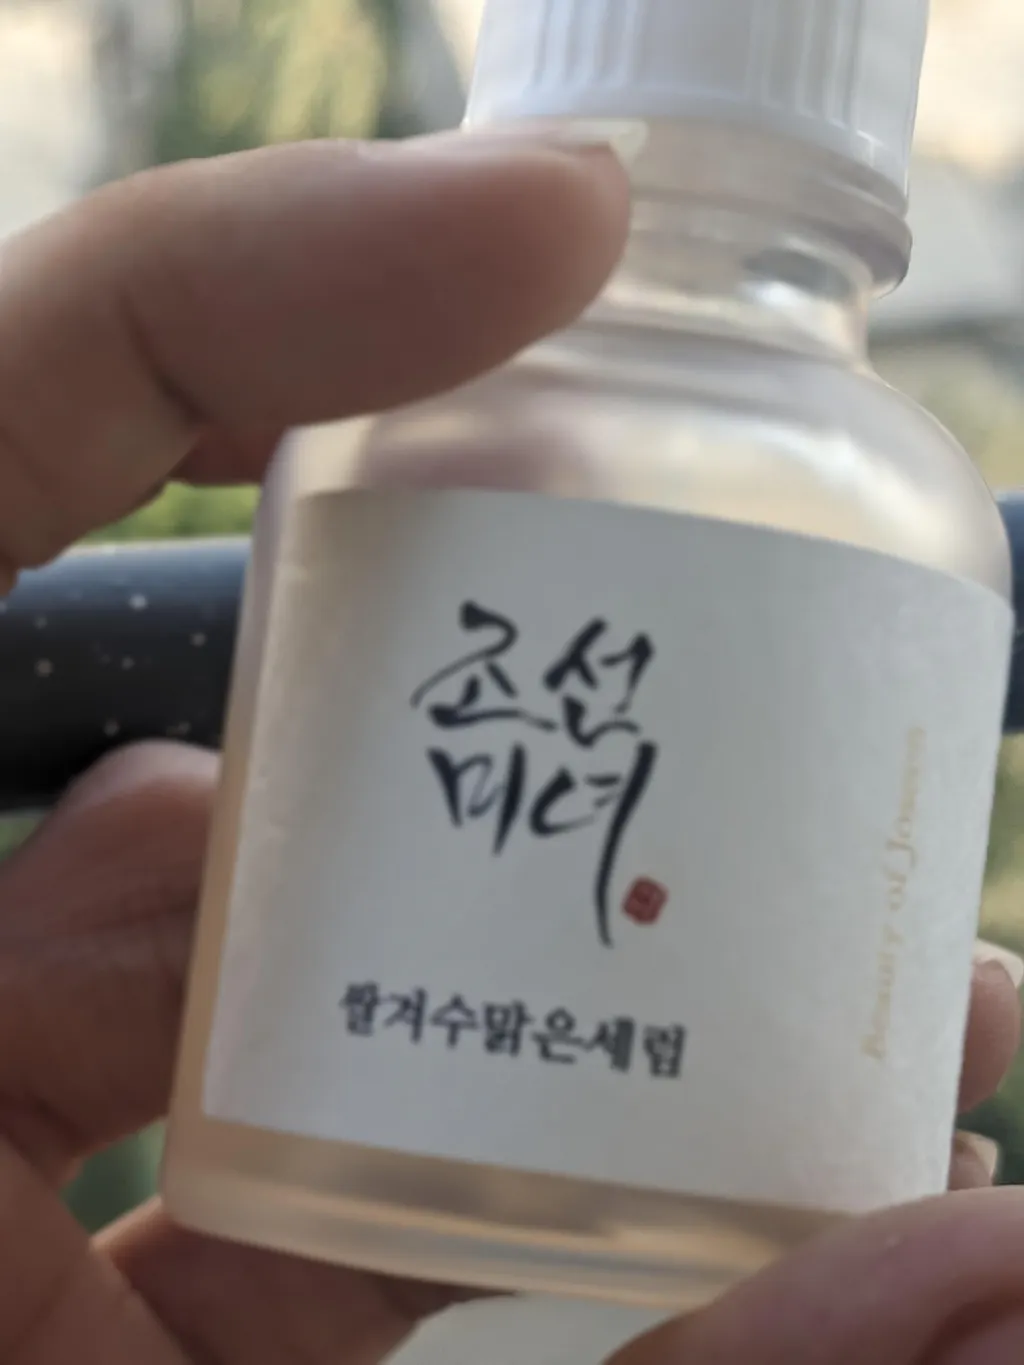 조선
미녀
쌀겨수맑은세럼
Beauty of Joseon